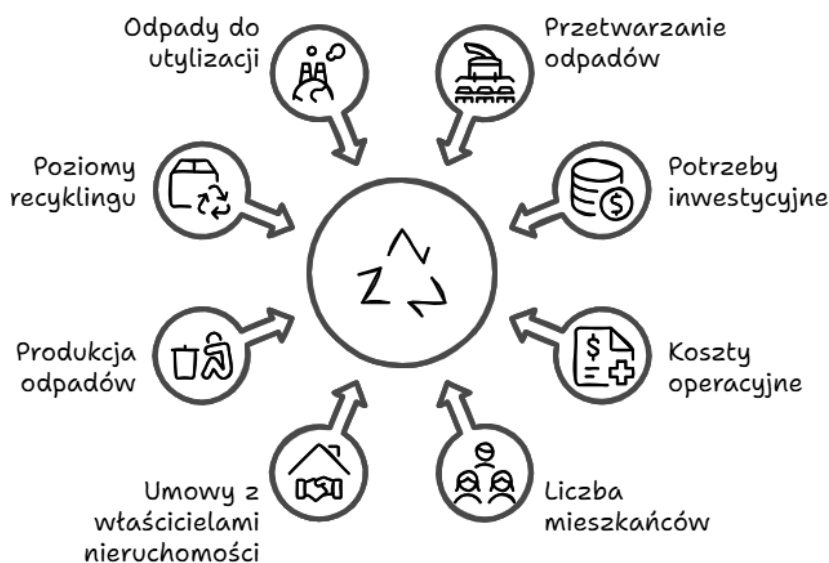 Odpady do
utylizacji
Przetwarzanie
odpadów
Poziomy
recyklingu
Potrzeby
inwestycyjne
Produkcja
odpadów
Koszty
operacyjne
Umowy z
właścicielami
nieruchomości
Liczba
mieszkańców